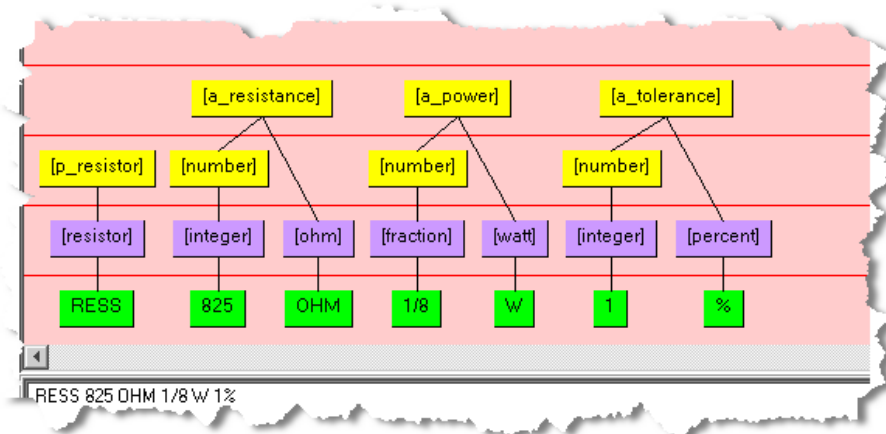 [a_resistance] [a_power] [a_tolerance]
[p_resistor] [number] [number] [number]
[resistor] [integer] [ohm] [fraction] [watt] [integer] [percent]
RESS 825 OHM 1/8 W 1 %
RESS 825 OHM 1/8 W 1%